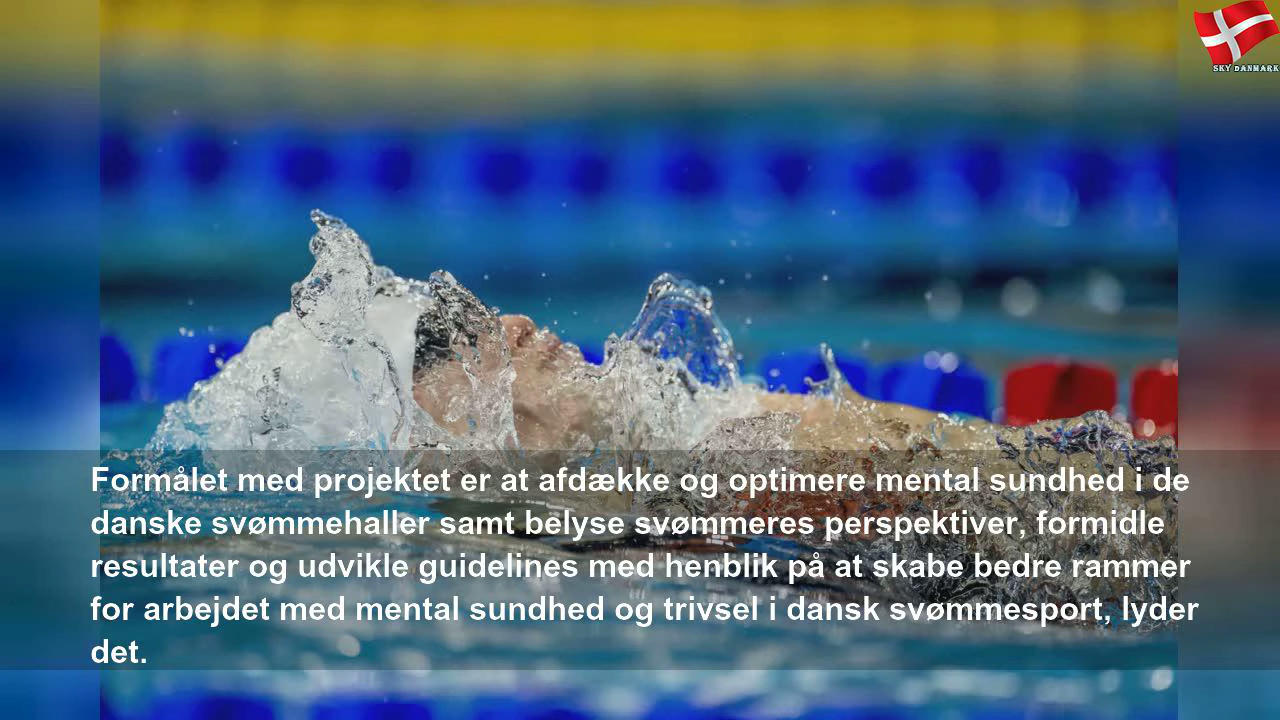 SKY DANMARK
Formålet med projektet er at afdække og optimere mental sundhed i de
danske svømmehaller samt belyse svømmeres perspektiver, formidle
resultater og udvikle guidelines med henblik på at skabe bedre rammer
for arbejdet med mental sundhed og trivsel i dansk svømmesport, lyder
det.